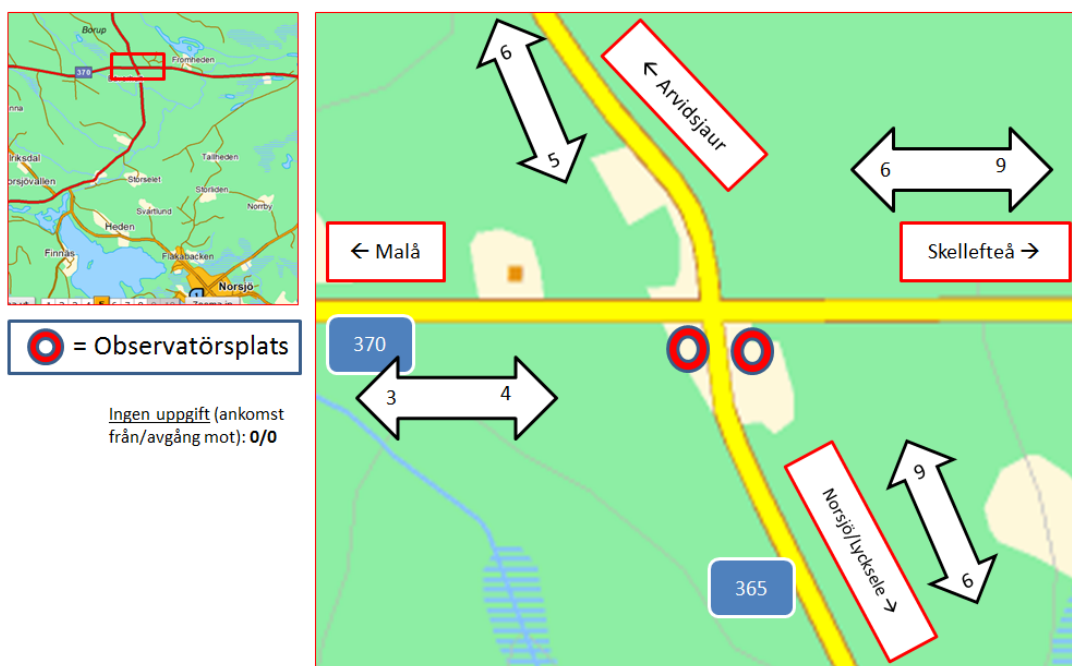 Borup
Fromheden
370
Tallheden
Storselet
Storliden
Norrby
Svärtlund
Heden
Finnäs
Flakabacken
Norsjö
= Observatörsplats
Ingen uppgift (ankomst
från/avgång mot): 0/0
6
5
← Arvidsjaur
6 9
← Malå
Skellefteå →
370
3 4
9
6
Norsjö/Lycksele →
365